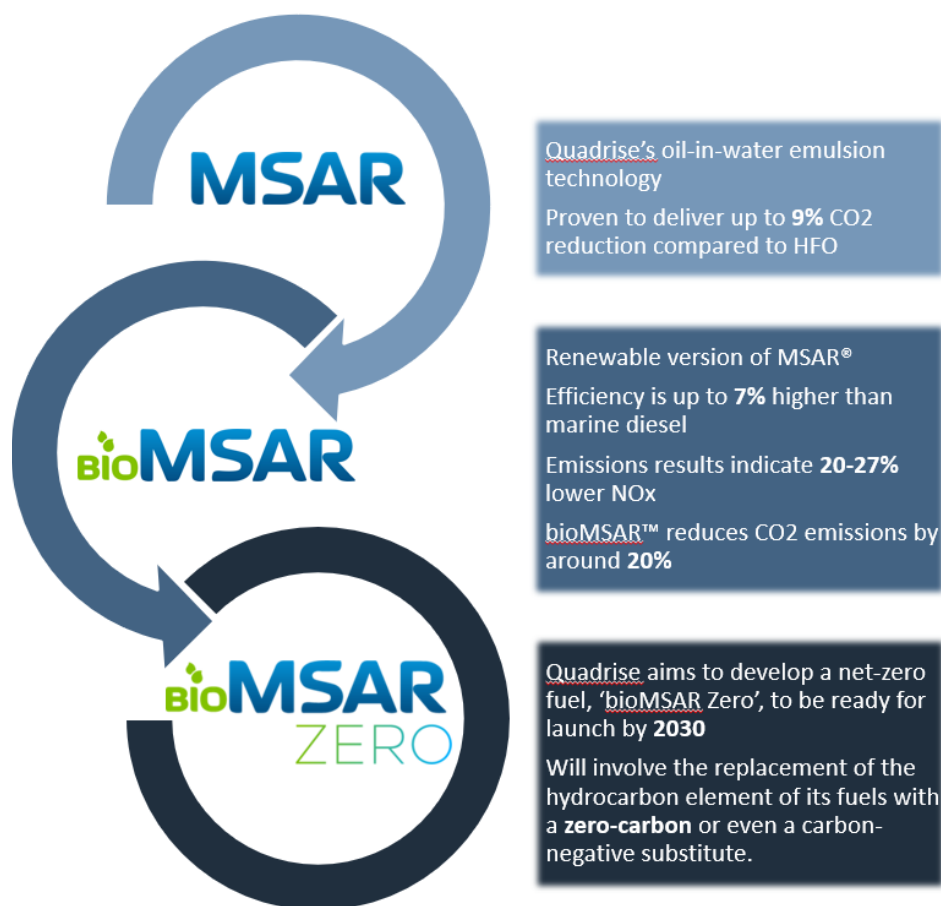 MSAR
Quadrise's oil-in-water emulsion
technology
Proven to deliver up to 9% CO2
reduction compared to HFO
BIOMSAR
Renewable version of MSAR®
Efficiency is up to 7% higher than
marine diesel
Emissions results indicate 20-27%
lower NOx
bioMSAR™ reduces CO2 emissions by
around 20%
BIOMSAR
ZERO
Quadrise aims to develop a net-zero
fuel, ‘bioMSAR Zero’, to be ready for
launch by 2030
Will involve the replacement of the
hydrocarbon element of its fuels with
a zero-carbon or even a carbon-
negative substitute.